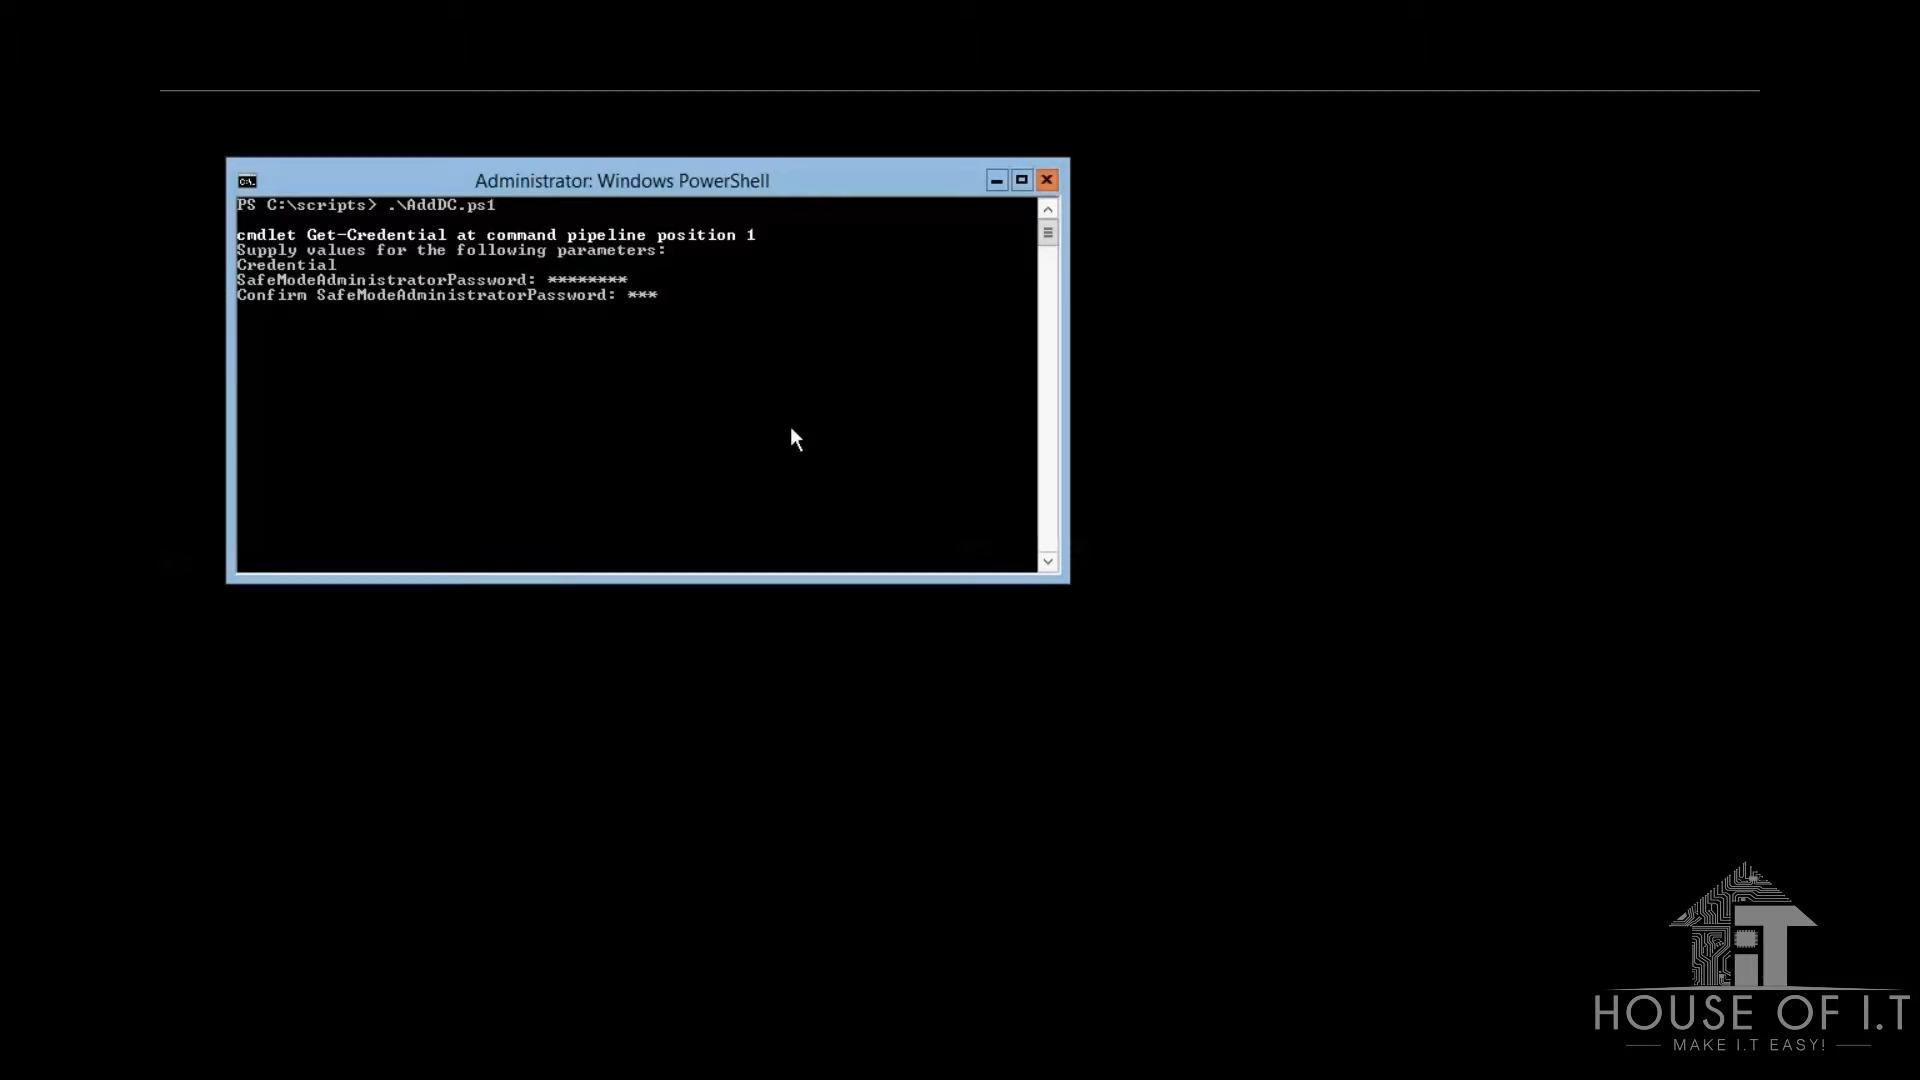 Administrator: Windows PowerShell
PS C:\scripts> .\AddDC.ps1
cmdlet Get-Credential at command pipeline position 1
Supply values for the following parameters:
Credential
SafeModeAdministratorPassword: ********
Confirm SafeModeAdministratorPassword: ***
iT
HOUSE OF I.T
MAKE I.T EASY!